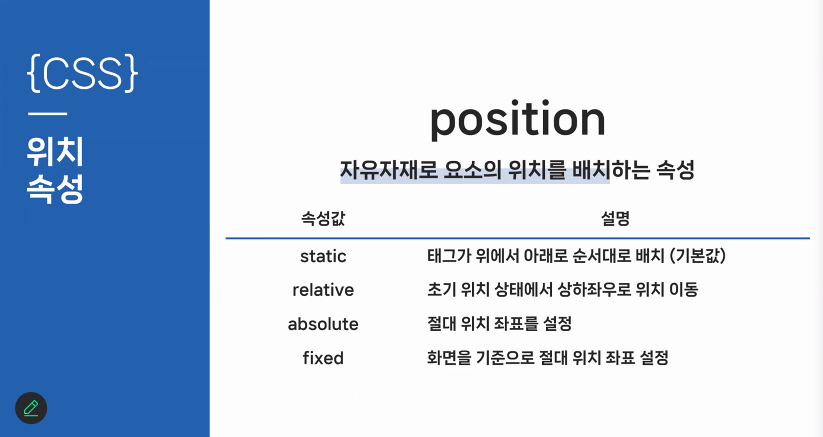 {CSS}
위치
속성
position
자유자재로 요소의 위치를 배치하는 속성
속성값 설명
static 태그가 위에서 아래로 순서대로 배치 (기본값)
relative 초기 위치 상태에서 상하좌우로 위치 이동
absolute 절대 위치 좌표를 설정
fixed 화면을 기준으로 절대 위치 좌표 설정